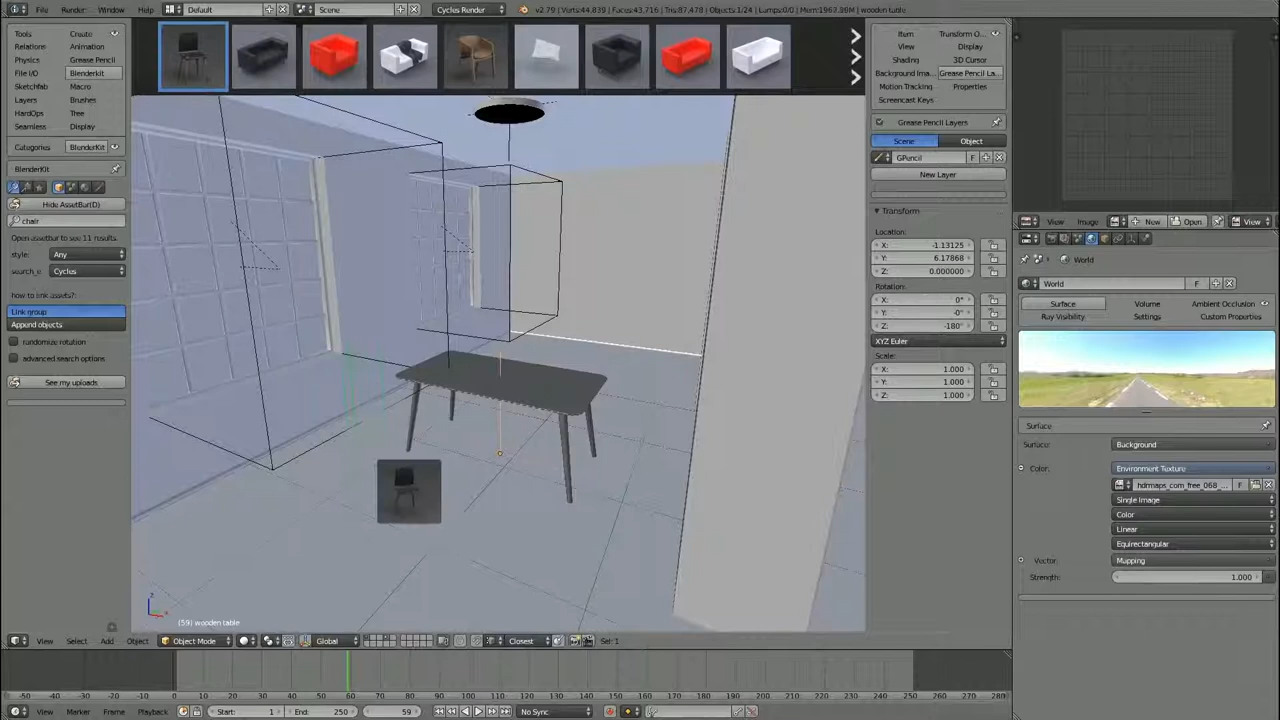 File Render Window Help Default Scene Cycles Render v2.79 | Verts:44,839 | Faces:43,716 | Tris:87,478 | Objects:1/24 | Lamps:0/0 | Mem:1967.99M | wooden table
Tools Create
Relations Animation
Physics Grease Pencil
File I/O Blenderkit
Sketchfab Macro
Layers Brushes
HardOps Tree
Seamless Display
Categories BlenderKit
BlenderKit
Hide AssetBar(D)
chair
Open assetbar to see 11 results.
style: Any
search_e Cycles
how to link assets?:
Link group
Append objects
randomize rotation
advanced search options
See my uploads
(59) wooden table
View Select Add Object Object Mode Global Closest Sel: 1
Item Transform O...
View Display
Shading 3D Cursor
Background Ima... Grease Pencil La...
Motion Tracking Properties
Screencast Keys
Grease Pencil Layers
Scene Object
GPencil F
New Layer
Transform
Location:
X: -1.13125
Y: 6.17868
Z: 0.000000
Rotation:
X: 0°
Y: -0°
Z: -180°
XYZ Euler
Scale:
X: 1.000
Y: 1.000
Z: 1.000
View Image New Open View
World
World F
Surface Volume Ambient Occlusion
Ray Visibility Settings Custom Properties
Surface
Surface: Background
Color: Environment Texture
hdrmaps_com_free_068_... F
Single Image
Color
Linear
Equirectangular
Vector: Mapping
Strength: 1.000
-50 -40 -30 -20 -10 0 10 20 30 40 50 60 70 80 90 100 110 120 130 140 150 160 170 180 190 200 210 220 230 240 250 260 270 280
View Marker Frame Playback Start: 1 End: 250 59 No Sync